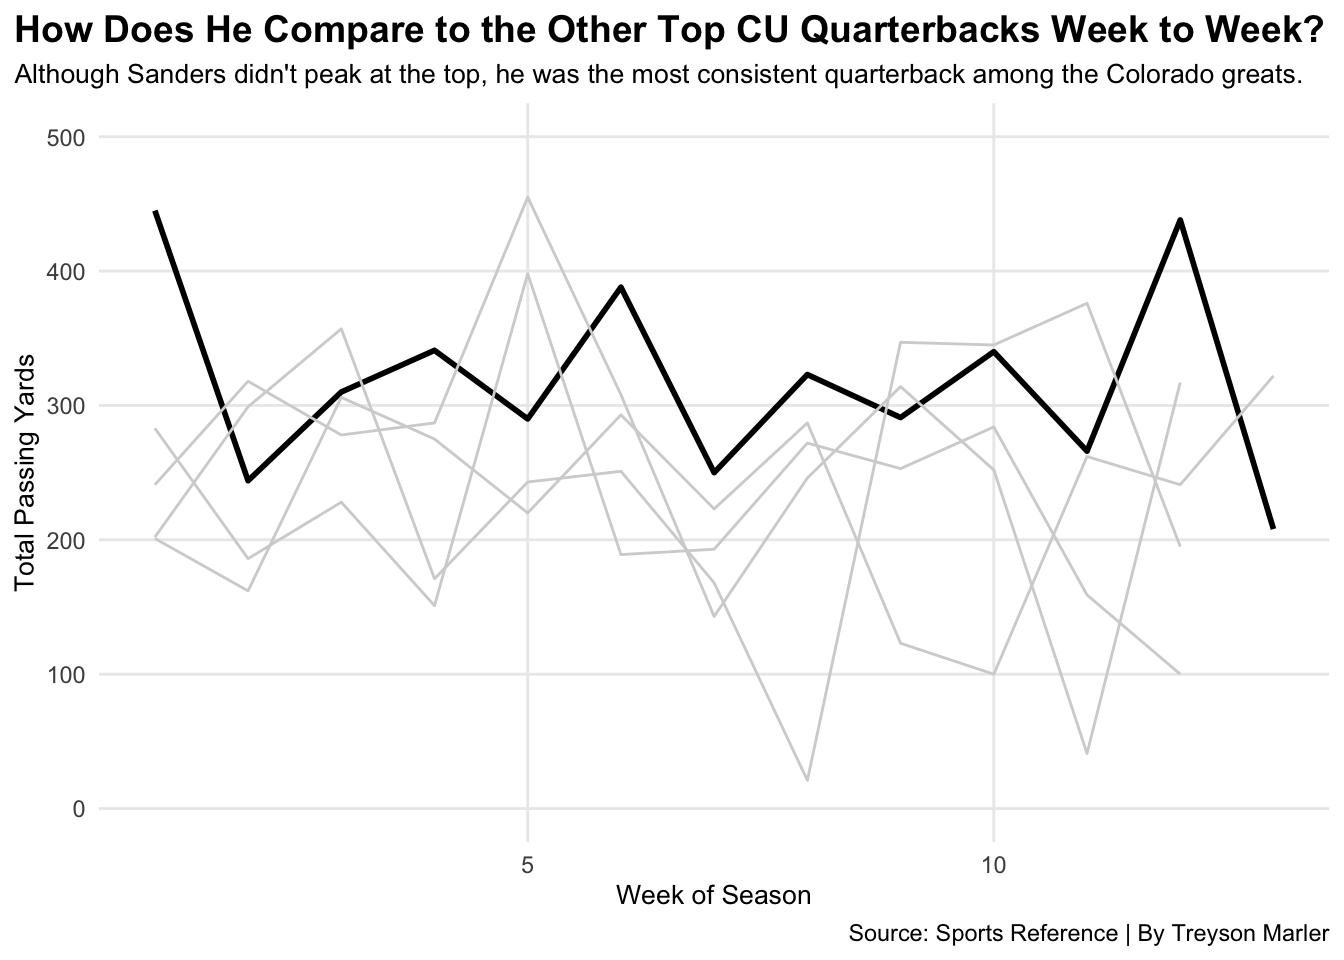 How Does He Compare to the Other Top CU Quarterbacks Week to Week?
Although Sanders didn't peak at the top, he was the most consistent quarterback among the Colorado greats.
500
400
300
200
100
0
Total Passing Yards
5
10
Week of Season
Source: Sports Reference | By Treyson Marler